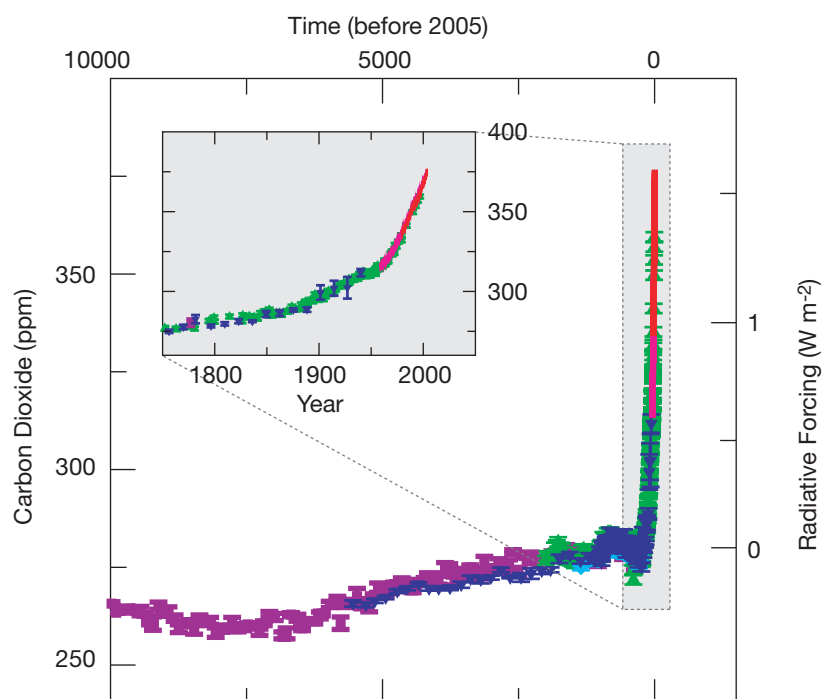 Time (before 2005)
10000 5000 0
400
350
300
1800 1900 2000
Year
350
300
250
Carbon Dioxide (ppm)
1
0
Radiative Forcing (W m-2)